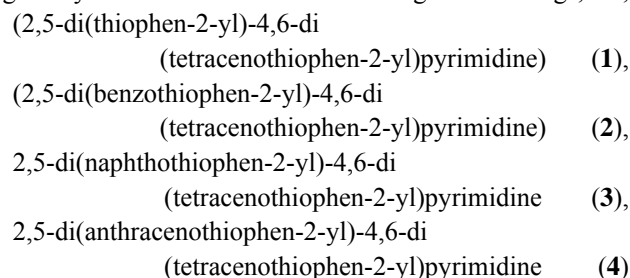 (2,5-di(thiophen-2-yl)-4,6-di
(tetracenothiophen-2-yl)pyrimidine) (1),
(2,5-di(benzothiophen-2-yl)-4,6-di
(tetracenothiophen-2-yl)pyrimidine) (2),
2,5-di(naphthothiophen-2-yl)-4,6-di
(tetracenothiophen-2-yl)pyrimidine (3),
2,5-di(anthracenothiophen-2-yl)-4,6-di
(tetracenothiophen-2-yl)pyrimidine (4)